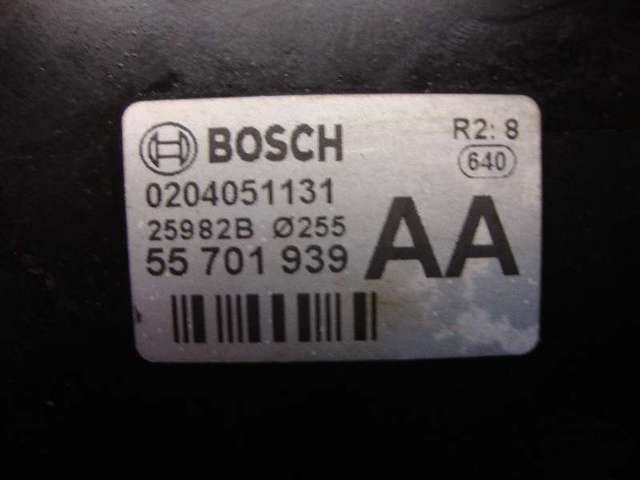 BOSCH R2: 8
640
0204051131
25982B Ø255
55 701 939 AA